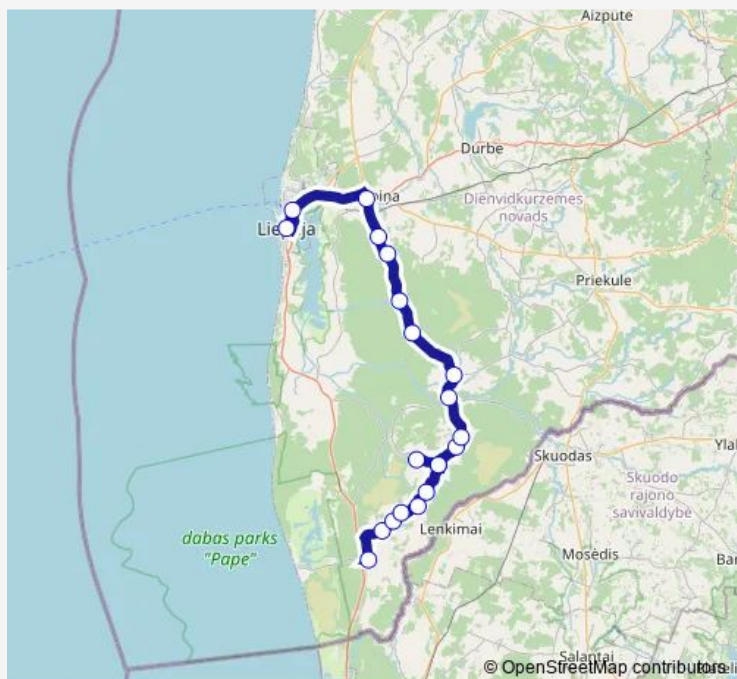 Aizpute
Durbe
Dienvidkurzemes
novads
Priekule
Skuodas
Skuodo
rajono
savivaldybė
Lenkimai
dabas parks
"Pape"
Mosėdis
Salantai
© OpenStreetMap contributors